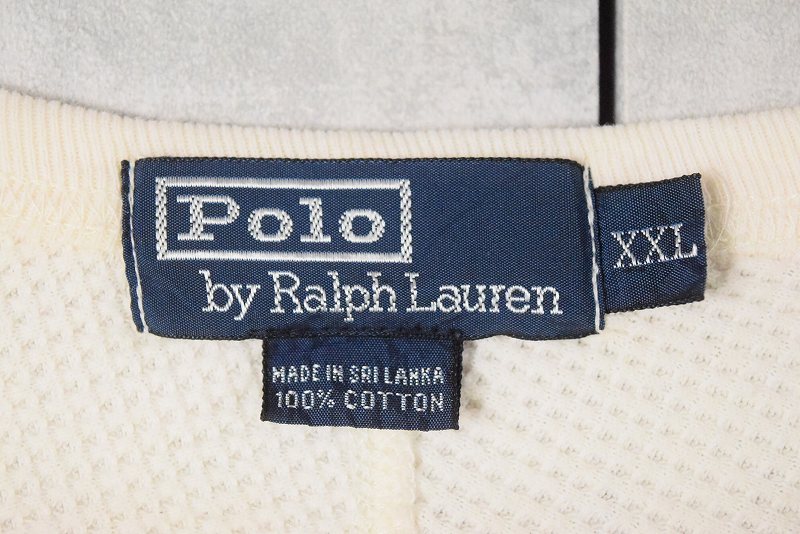 Polo
by Ralph Lauren
XXL
MADE IN SRI LANKA
100% COTTON